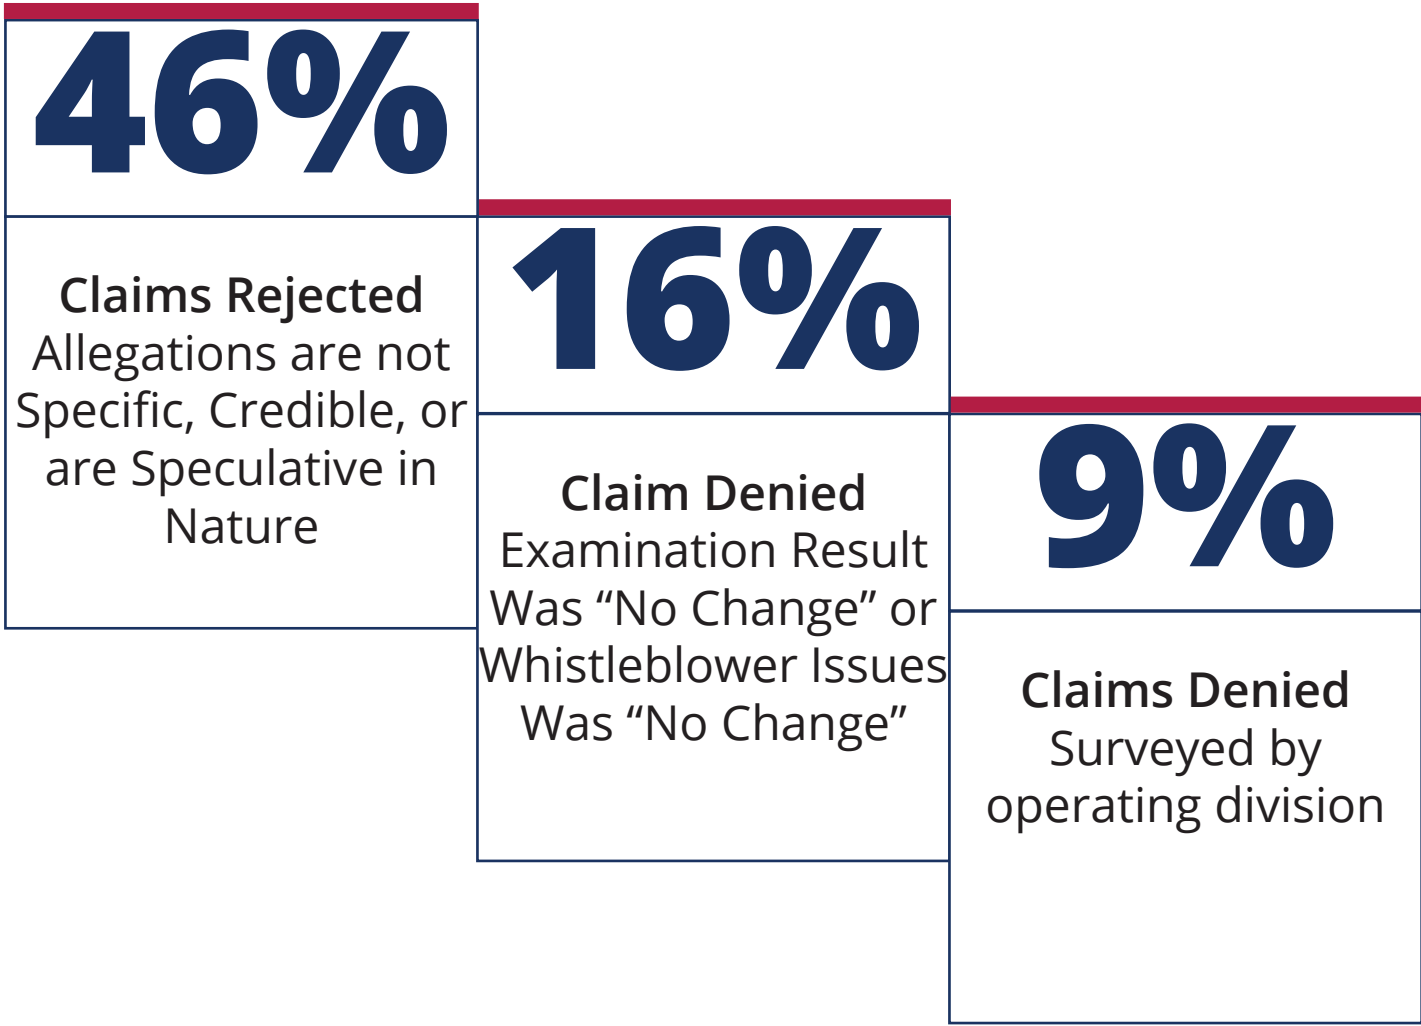 46%
Claims Rejected
Allegations are not
Specific, Credible, or
are Speculative in
Nature
16%
Claim Denied
Examination Result
Was “No Change” or
Whistleblower Issues
Was “No Change”
9%
Claims Denied
Surveyed by
operating division